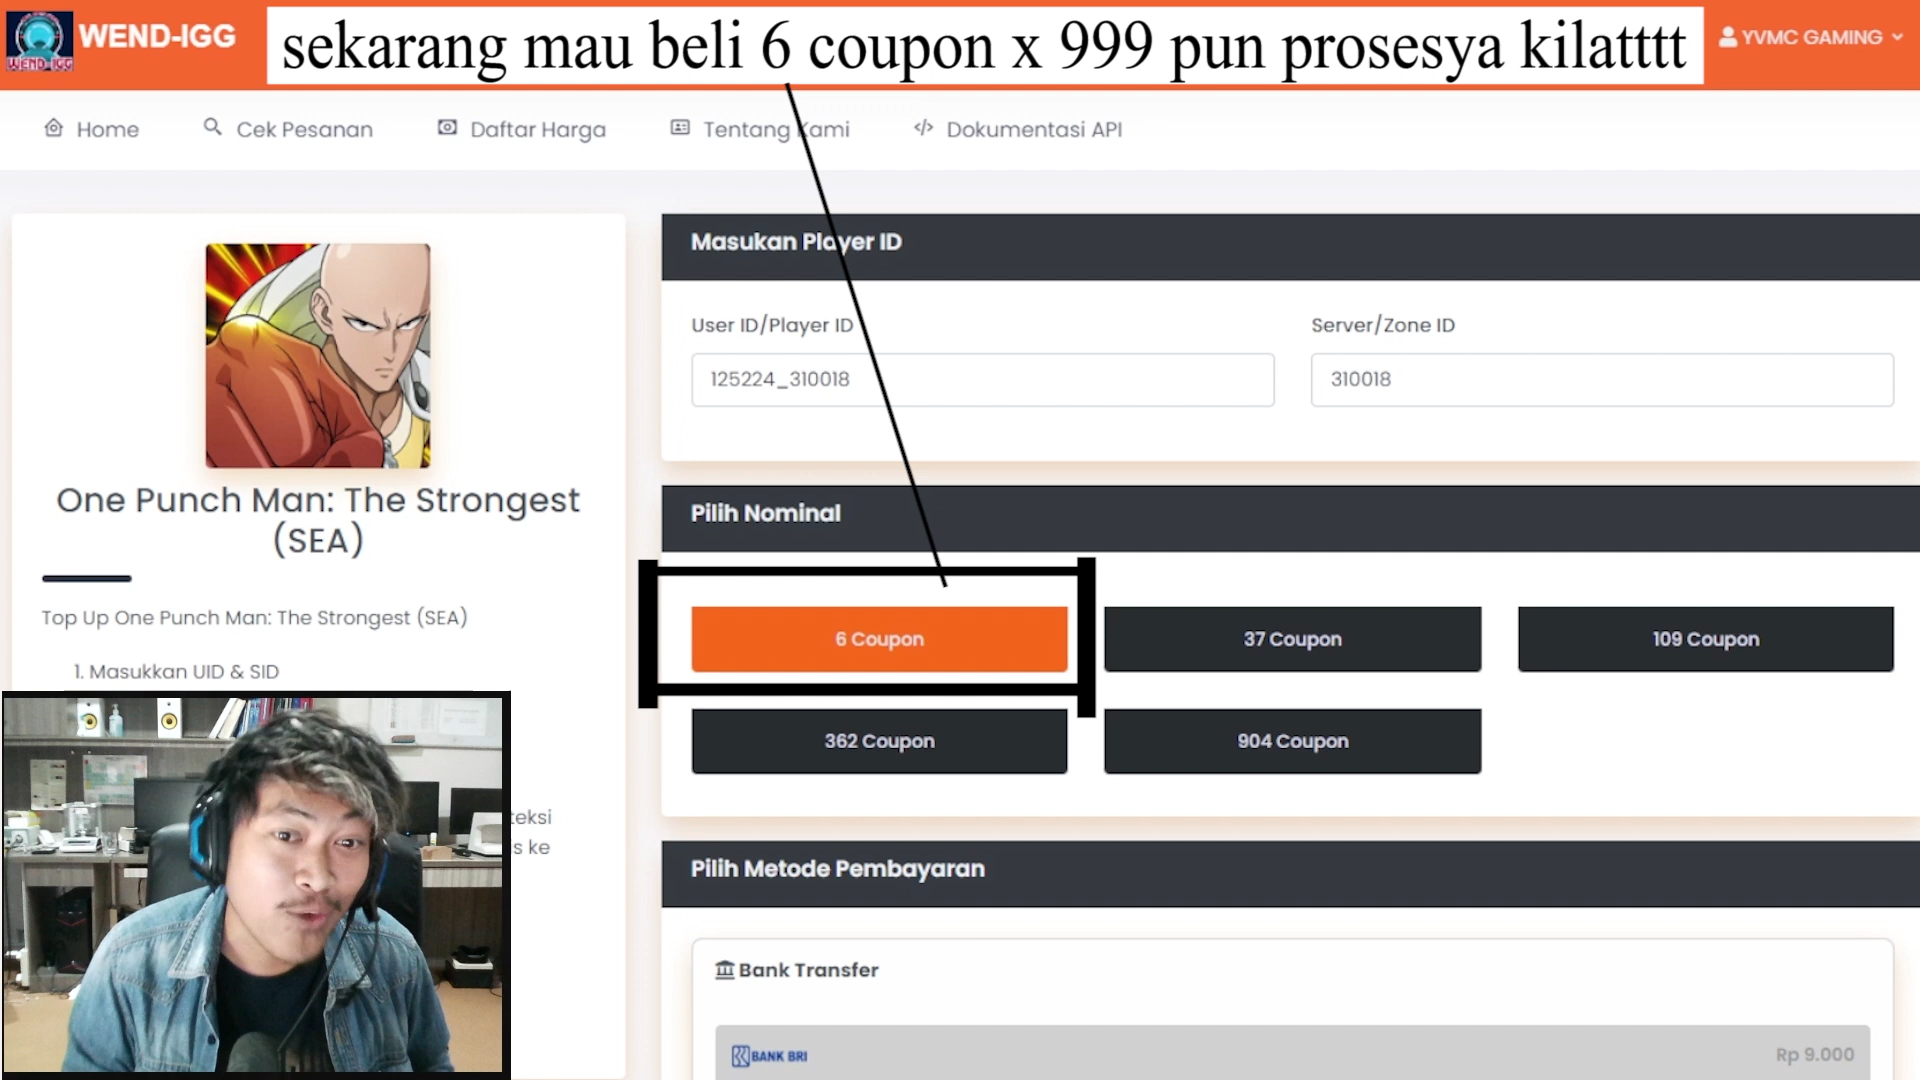 WEND-IGG
WEND_IGG
sekarang mau beli 6 coupon x 999 pun prosesya kilatttt
YVMC GAMING
Home
Cek Pesanan
Daftar Harga
Tentang Kami
Dokumentasi API
One Punch Man: The Strongest
(SEA)
Top Up One Punch Man: The Strongest (SEA)
1. Masukkan UID & SID
teksi
s ke
Masukan Player ID
User ID/Player ID
Server/Zone ID
125224_310018
310018
Pilih Nominal
6 Coupon
37 Coupon
109 Coupon
362 Coupon
904 Coupon
Pilih Metode Pembayaran
Bank Transfer
BANK BRI
Rp 9.000